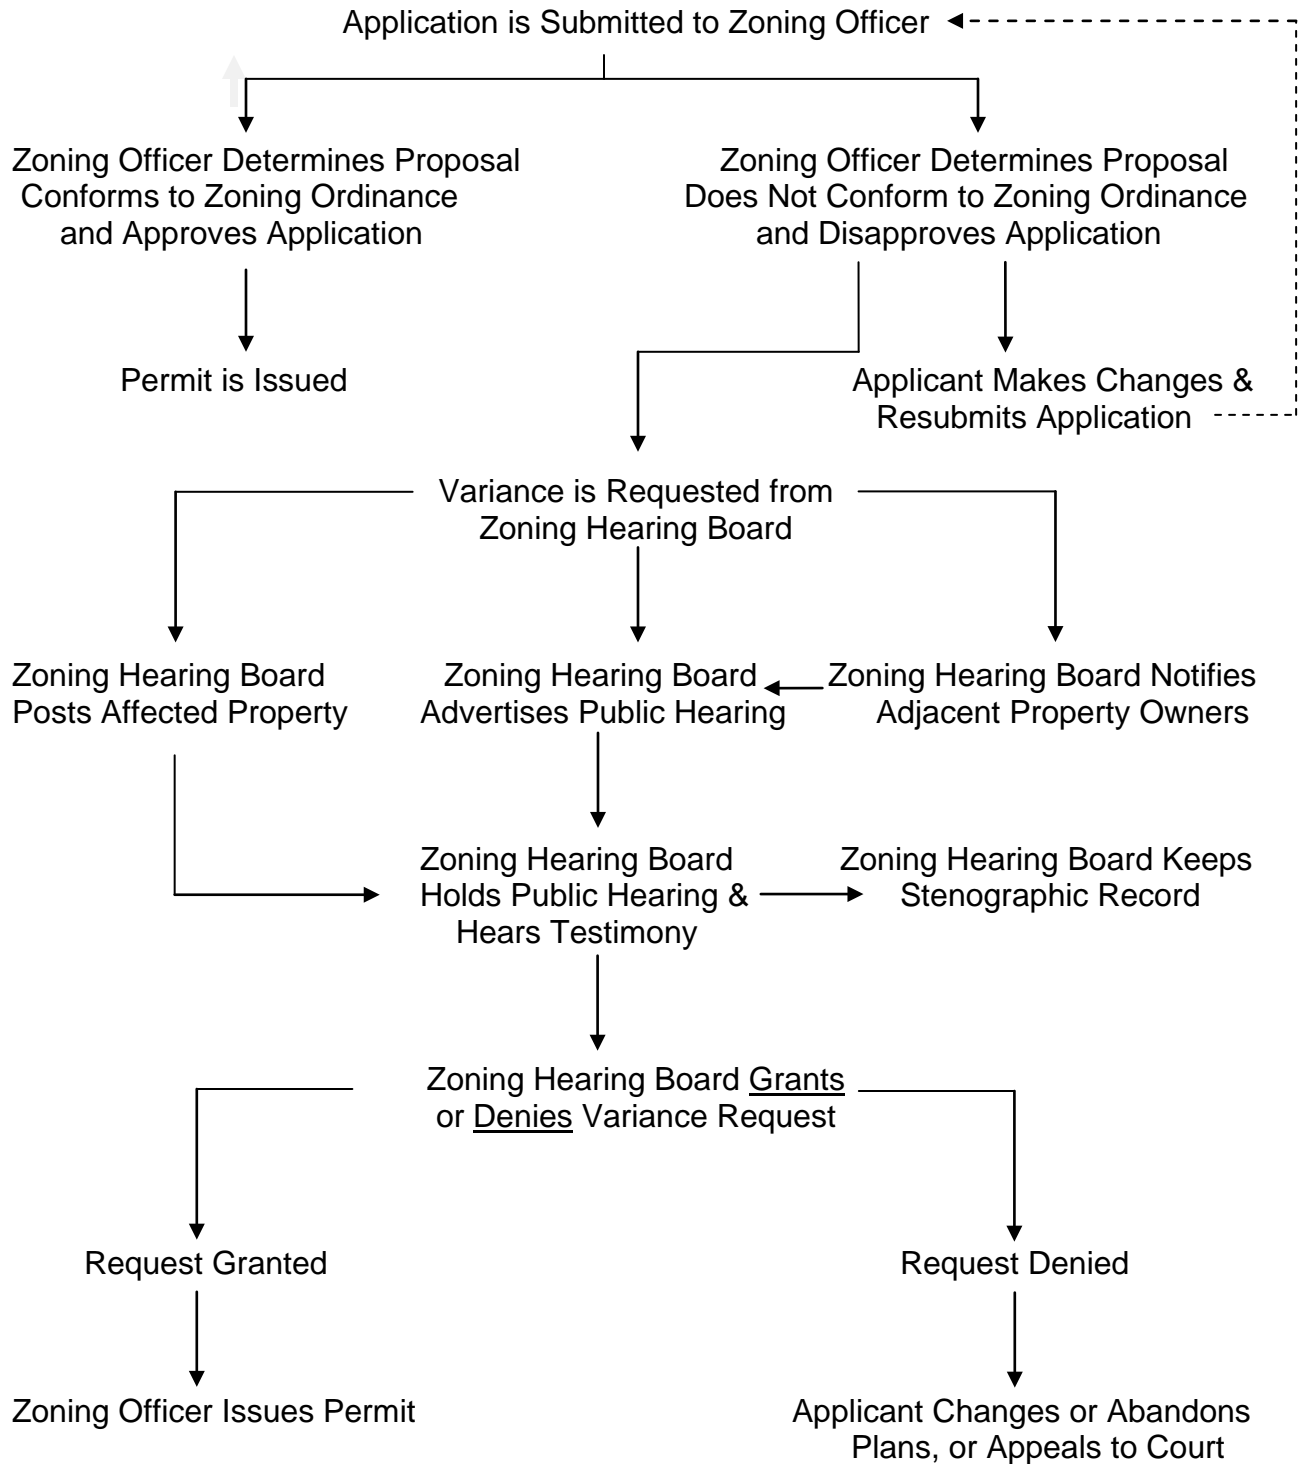 Application is Submitted to Zoning Officer
Zoning Officer Determines Proposal
Conforms to Zoning Ordinance
and Approves Application
Zoning Officer Determines Proposal
Does Not Conform to Zoning Ordinance
and Disapproves Application
Permit is Issued
Applicant Makes Changes &
Resubmits Application
Variance is Requested from
Zoning Hearing Board
Zoning Hearing Board
Posts Affected Property
Zoning Hearing Board
Advertises Public Hearing
Zoning Hearing Board Notifies
Adjacent Property Owners
Zoning Hearing Board
Holds Public Hearing &
Hears Testimony
Zoning Hearing Board Keeps
Stenographic Record
Zoning Hearing Board Grants
or Denies Variance Request
Request Granted
Request Denied
Zoning Officer Issues Permit
Applicant Changes or Abandons
Plans, or Appeals to Court